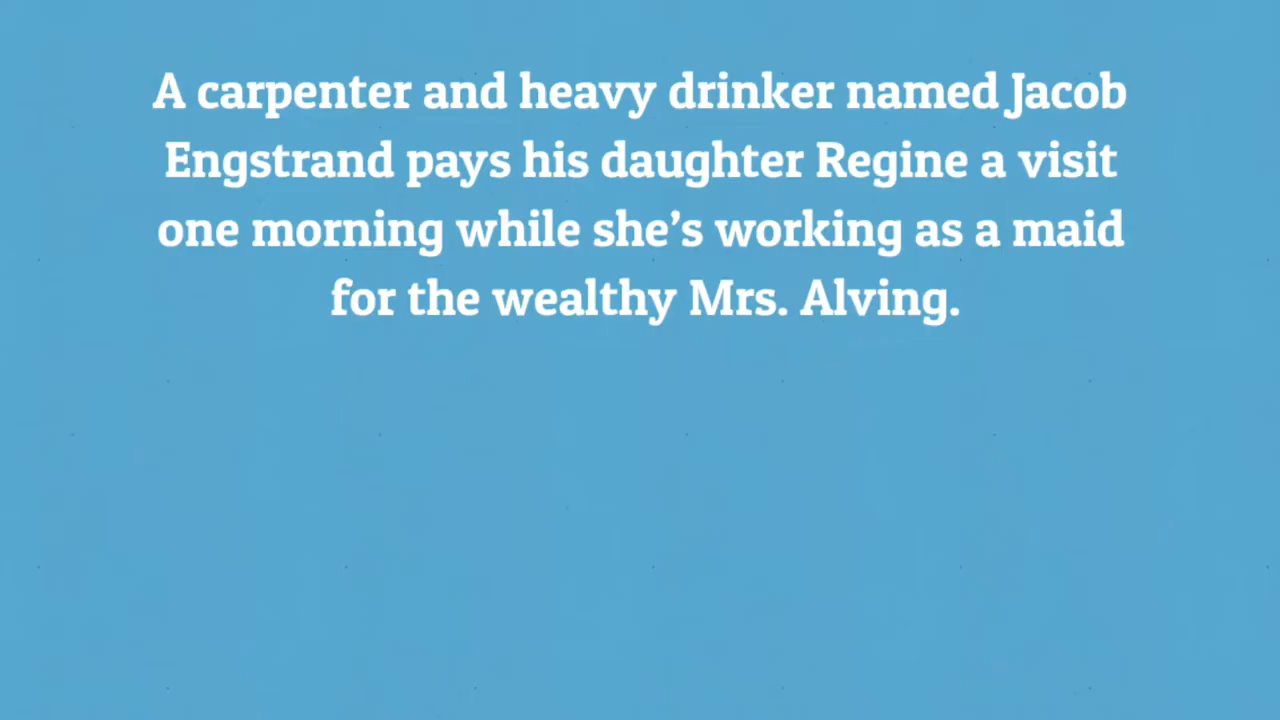 A carpenter and heavy drinker named Jacob
Engstrand pays his daughter Regine a visit
one morning while she’s working as a maid
for the wealthy Mrs. Alving.